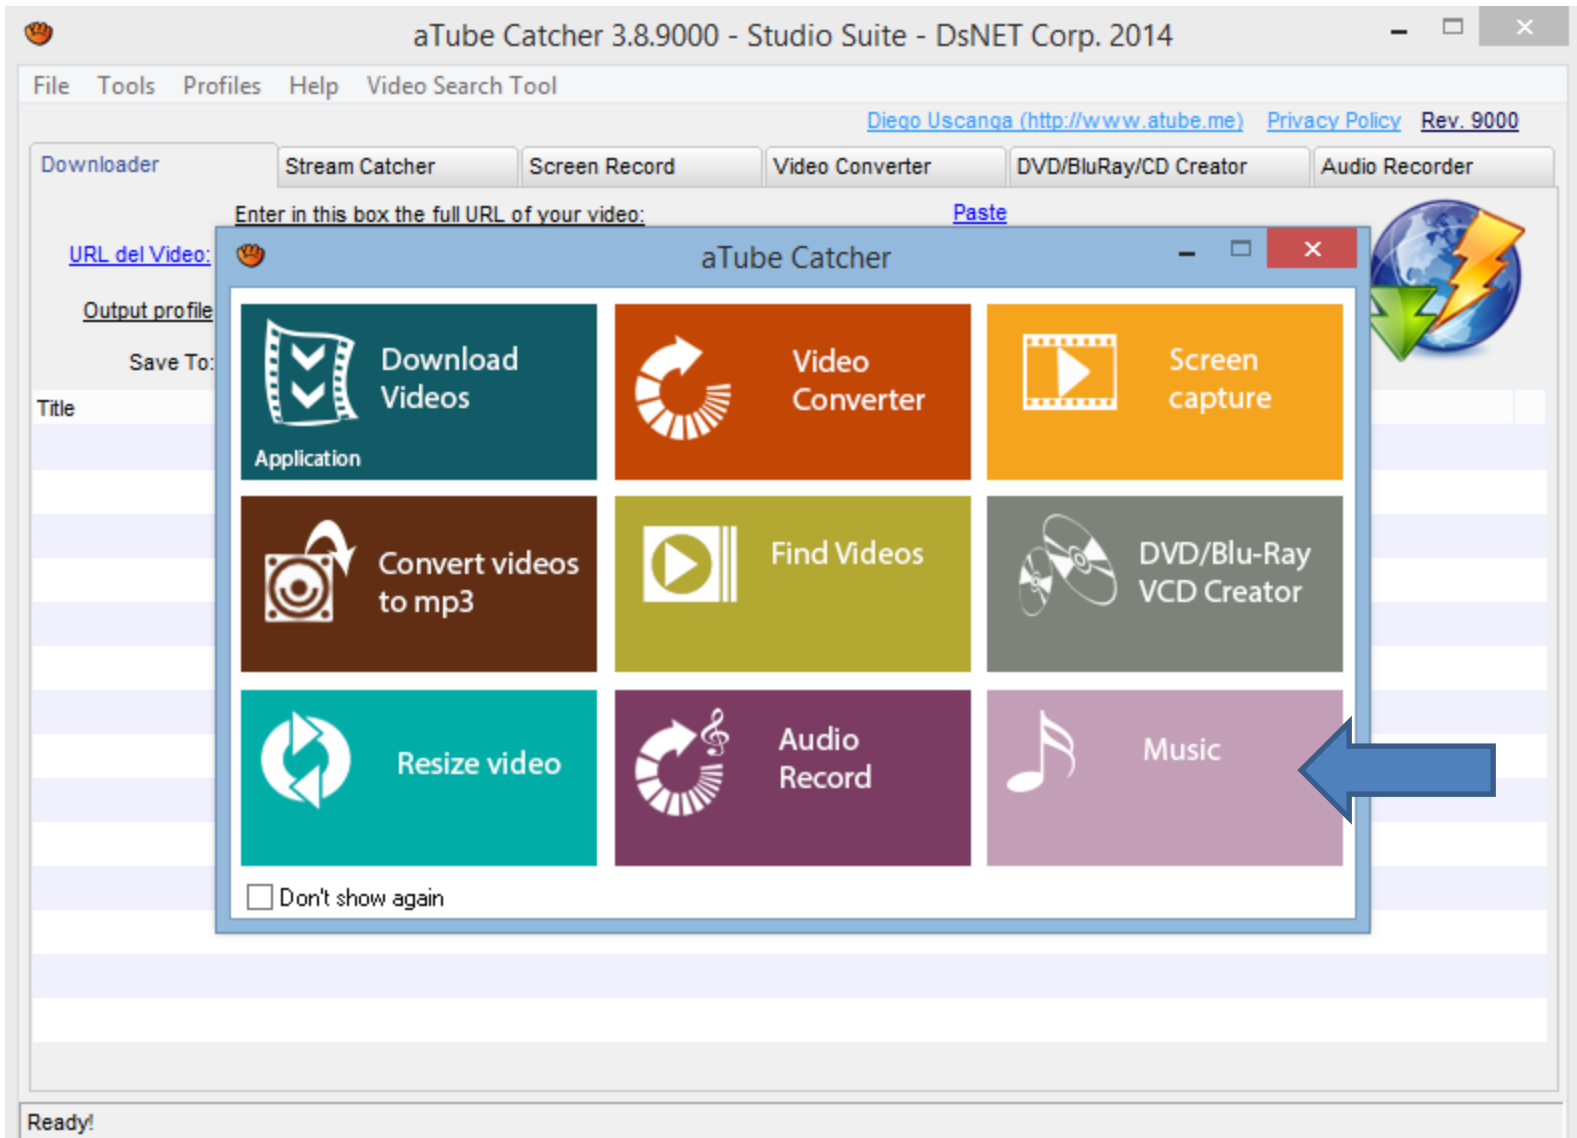 aTube Catcher 3.8.9000 - Studio Suite - DsNET Corp. 2014
File Tools Profiles Help Video Search Tool
Diego Uscanga (http://www.atube.me) Privacy Policy Rev. 9000
Downloader Stream Catcher Screen Record Video Converter DVD/BluRay/CD Creator Audio Recorder
Enter in this box the full URL of your video: Paste
URL del Video:
Output profile
Save To:
Title
aTube Catcher
Download
Videos
Application
Video
Converter
Screen
capture
Convert videos
to mp3
Find Videos
DVD/Blu-Ray
VCD Creator
Resize video
Audio
Record
Music
Don't show again
Ready!